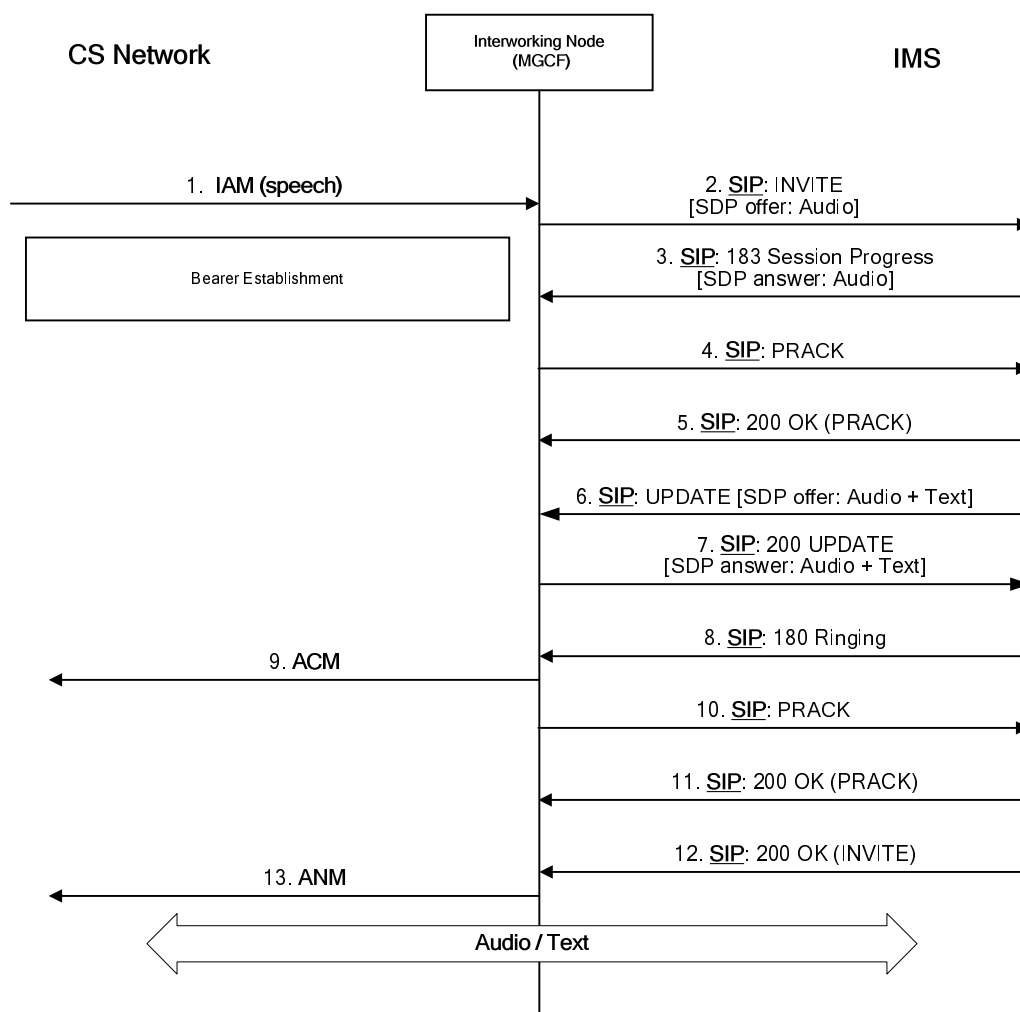 CS Network
Interworking Node
(MGCF)
IMS
1. IAM (speech)
2. SIP: INVITE
[SDP offer: Audio]
Bearer Establishment
3. SIP: 183 Session Progress
[SDP answer: Audio]
4. SIP: PRACK
5. SIP: 200 OK (PRACK)
6. SIP: UPDATE [SDP offer: Audio + Text]
7. SIP: 200 UPDATE
[SDP answer: Audio + Text]
8. SIP: 180 Ringing
9. ACM
10. SIP: PRACK
11. SIP: 200 OK (PRACK)
12. SIP: 200 OK (INVITE)
13. ANM
Audio / Text